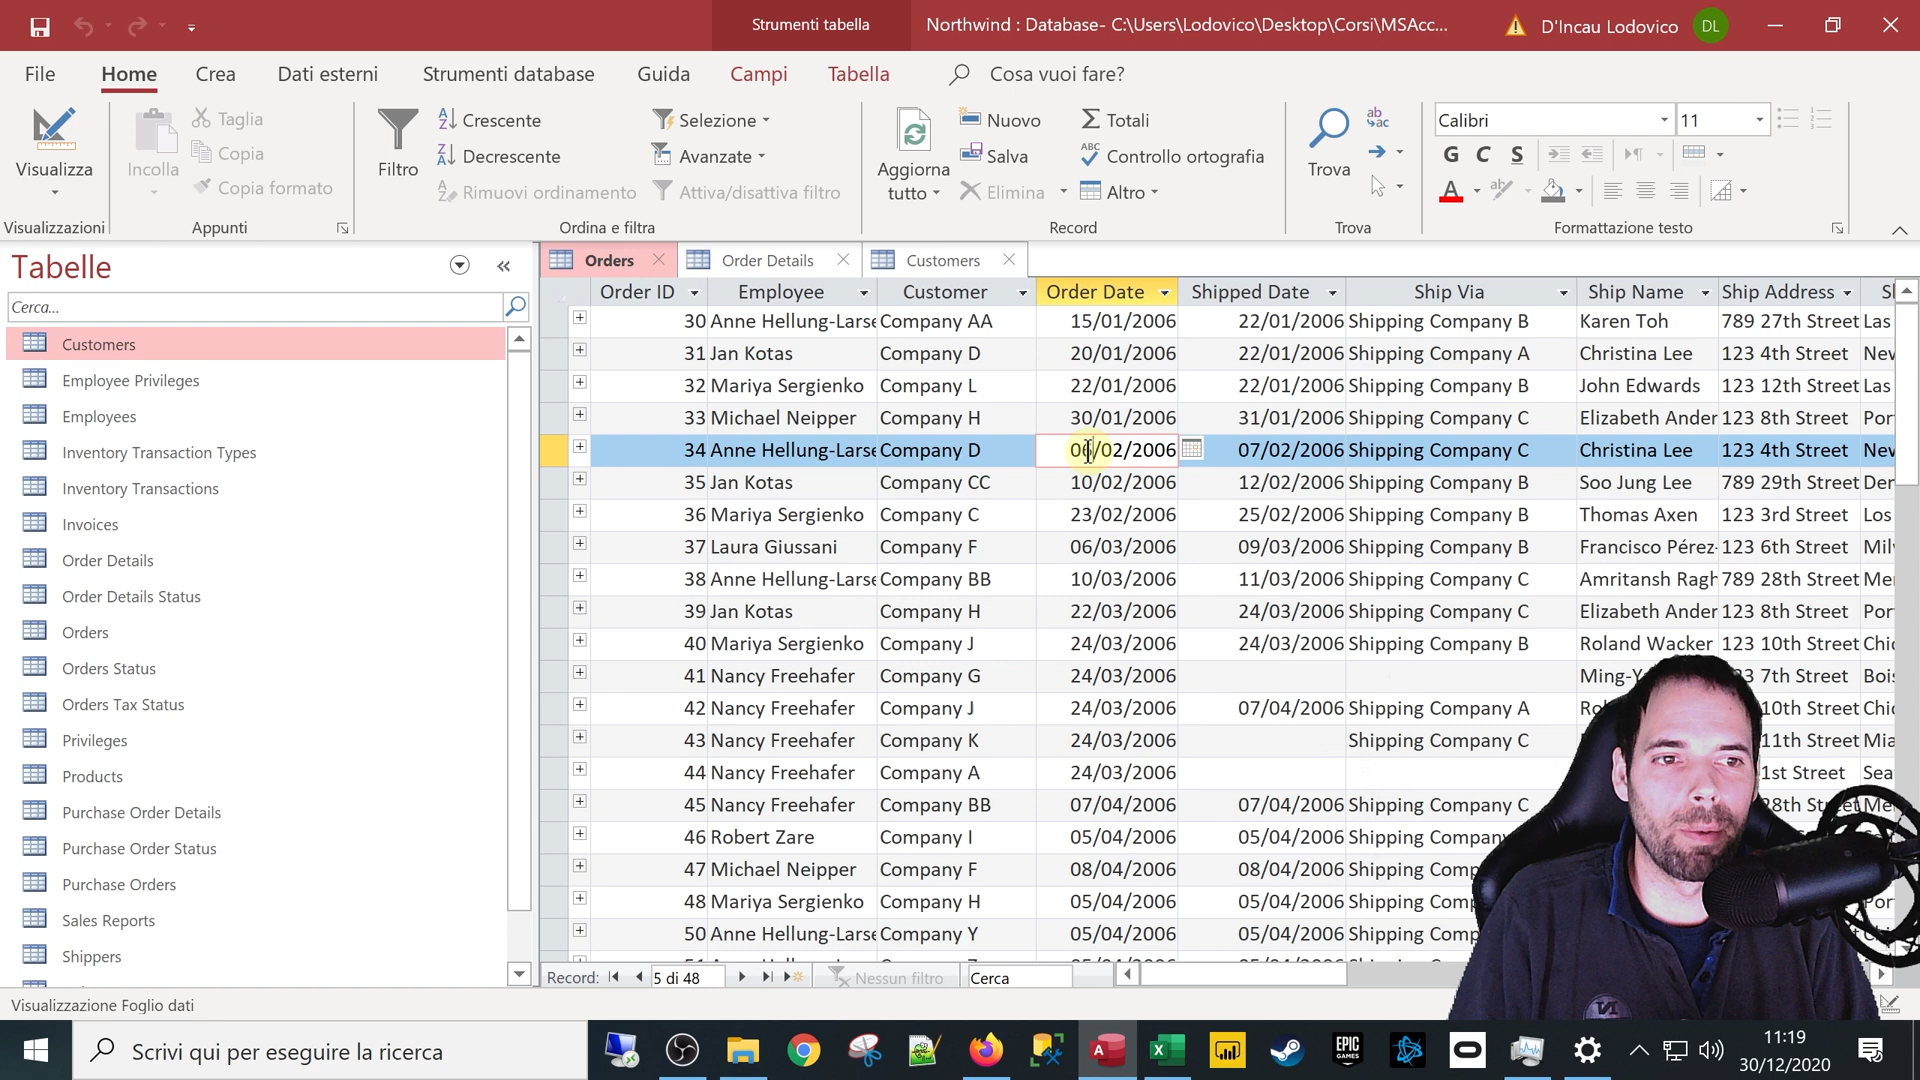 Strumenti tabella
Northwind : Database- C:\Users\Lodovico\Desktop\Corsi\MSAcc...
D'Incau Lodovico
DL
File Home Crea Dati esterni Strumenti database Guida Campi Tabella Cosa vuoi fare?
Visualizza
Visualizzazioni
Incolla
Taglia
Copia
Copia formato
Appunti
Filtro
Crescente
Decrescente
Rimuovi ordinamento
Selezione
Avanzate
Attiva/disattiva filtro
Ordina e filtra
Aggiorna
tutto
Nuovo
Salva
Elimina
Totali
Controllo ortografia
Altro
Record
Trova
Trova
Calibri
11
G C S
Formattazione testo
Tabelle
Cerca...
Customers
Employee Privileges
Employees
Inventory Transaction Types
Inventory Transactions
Invoices
Order Details
Order Details Status
Orders
Orders Status
Orders Tax Status
Privileges
Products
Purchase Order Details
Purchase Order Status
Purchase Orders
Sales Reports
Shippers
Orders Order Details Customers
Order ID Employee Customer Order Date Shipped Date Ship Via Ship Name Ship Address
30 Anne Hellung-Larse Company AA 15/01/2006 22/01/2006 Shipping Company B Karen Toh 789 27th Street Las
31 Jan Kotas Company D 20/01/2006 22/01/2006 Shipping Company A Christina Lee 123 4th Street Nev
32 Mariya Sergienko Company L 22/01/2006 22/01/2006 Shipping Company B John Edwards 123 12th Street Las
33 Michael Neipper Company H 30/01/2006 31/01/2006 Shipping Company C Elizabeth Ander 123 8th Street Por
34 Anne Hellung-Larse Company D 06/02/2006 07/02/2006 Shipping Company C Christina Lee 123 4th Street Nev
35 Jan Kotas Company CC 10/02/2006 12/02/2006 Shipping Company B Soo Jung Lee 789 29th Street Der
36 Mariya Sergienko Company C 23/02/2006 25/02/2006 Shipping Company B Thomas Axen 123 3rd Street Los
37 Laura Giussani Company F 06/03/2006 09/03/2006 Shipping Company B Francisco Pérez- 123 6th Street Mil
38 Anne Hellung-Larse Company BB 10/03/2006 11/03/2006 Shipping Company C Amritansh Ragh 789 28th Street Mer
39 Jan Kotas Company H 22/03/2006 24/03/2006 Shipping Company C Elizabeth Ander 123 8th Street Por
40 Mariya Sergienko Company J 24/03/2006 24/03/2006 Shipping Company B Roland Wacker 123 10th Street Chic
41 Nancy Freehafer Company G 24/03/2006 7th Street Bois
42 Nancy Freehafer Company J 24/03/2006 07/04/2006 Shipping Company A 10th Street Chic
43 Nancy Freehafer Company K 24/03/2006 Shipping Company C 11th Street Mia
44 Nancy Freehafer Company A 24/03/2006 1st Street Sea
45 Nancy Freehafer Company BB 07/04/2006 07/04/2006 Shipping Company C
46 Robert Zare Company I 05/04/2006 05/04/2006 Shipping
47 Michael Neipper Company F 08/04/2006 08/04/2006 Shipping
48 Mariya Sergienko Company H 05/04/2006 05/04/2006 Shipping
50 Anne Hellung-Larse Company Y 05/04/2006 05/04/2006 Shipping
Record: 5 di 48 Nessun filtro Cerca
Visualizzazione Foglio dati
Scrivi qui per eseguire la ricerca
EPIC
GAMES
11:19
30/12/2020